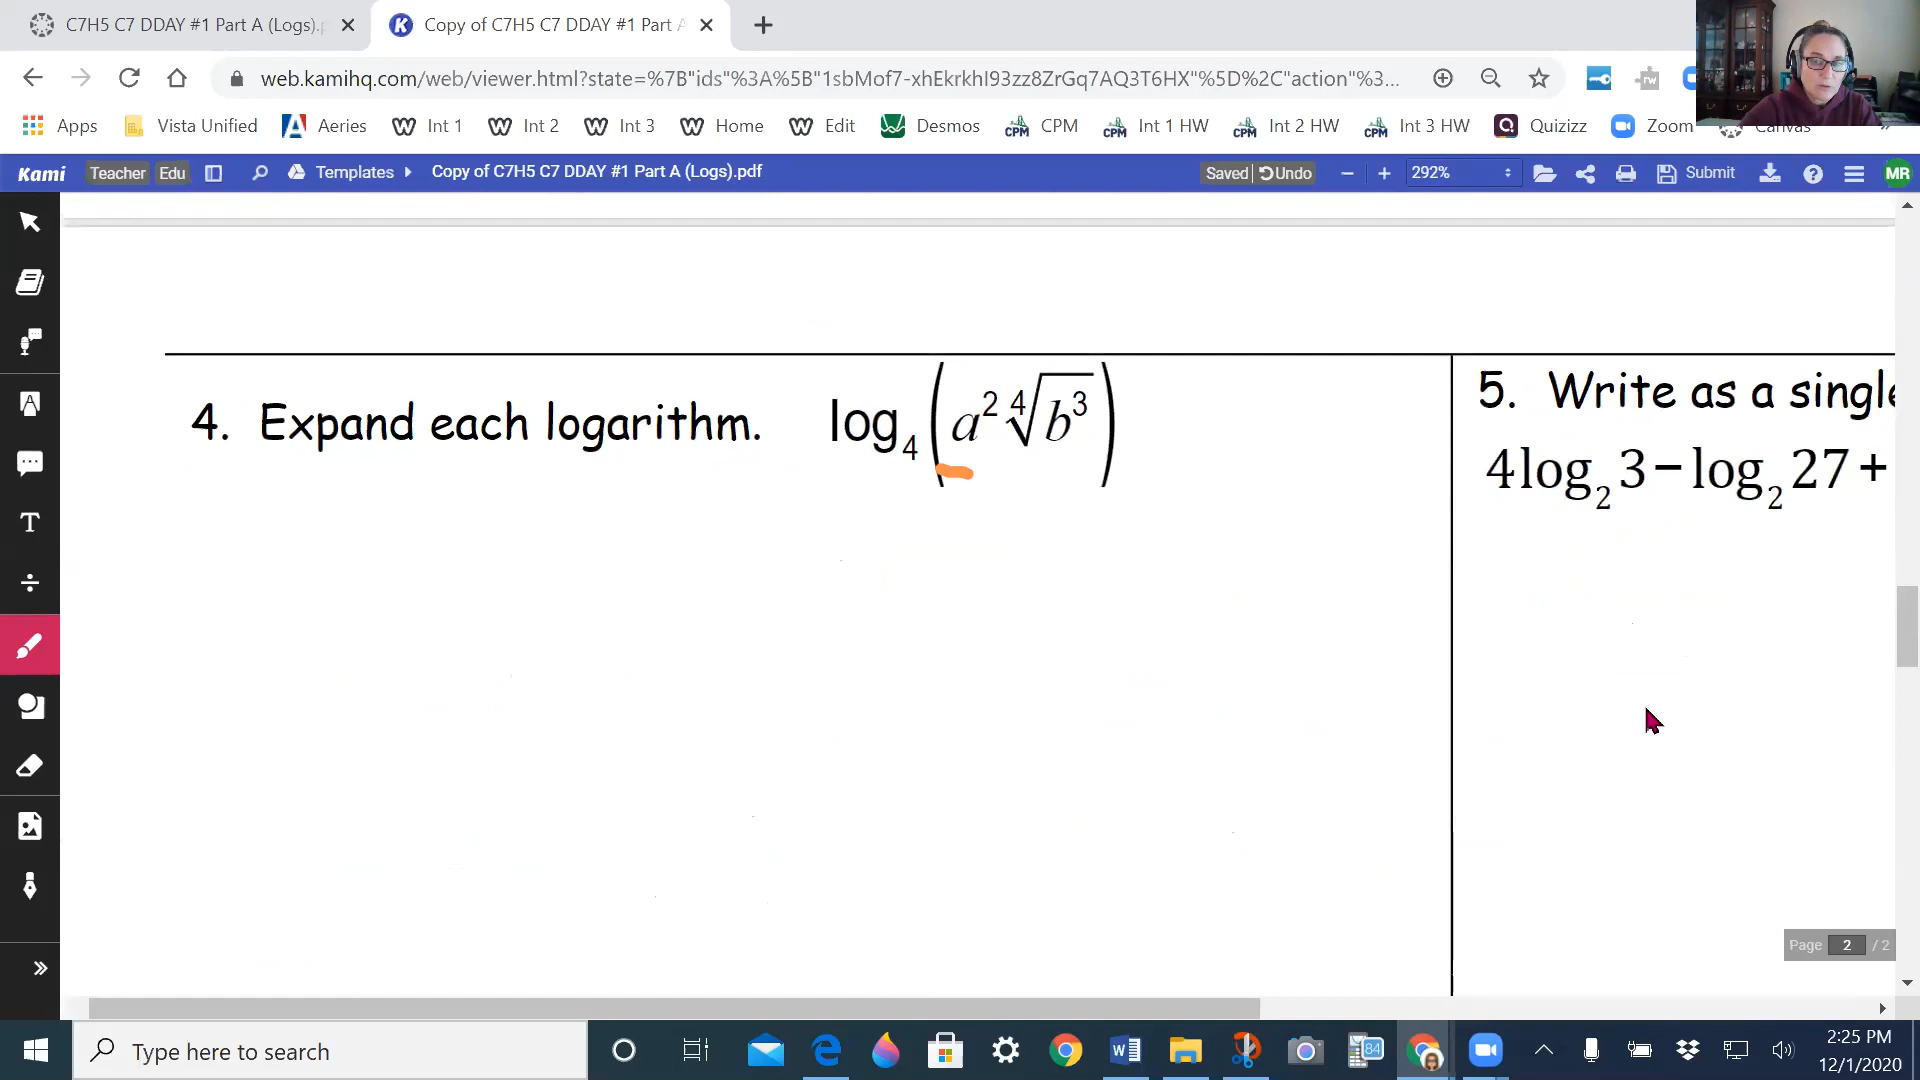 C7H5 C7 DDAY #1 Part A (Logs).p
Copy of C7H5 C7 DDAY #1 Part A
web.kamihq.com/web/viewer.html?state=%7B"ids"%3A%5B"1sbMof7-xhEkrkhI93zz8ZrGq7AQ3T6HX"%5D%2C"action"%3...
Apps Vista Unified Aeries Int 1 Int 2 Int 3 Home Edit Desmos CPM Int 1 HW Int 2 HW Int 3 HW Quizizz Zoom Canvas
Kami Teacher Edu Templates Copy of C7H5 C7 DDAY #1 Part A (Logs).pdf Saved Undo 292% Submit MR
4. Expand each logarithm. log₄(a² ∜b³)
5. Write as a single
4log₂3−log₂27+
Page 2 / 2
Type here to search
84
2:25 PM
12/1/2020